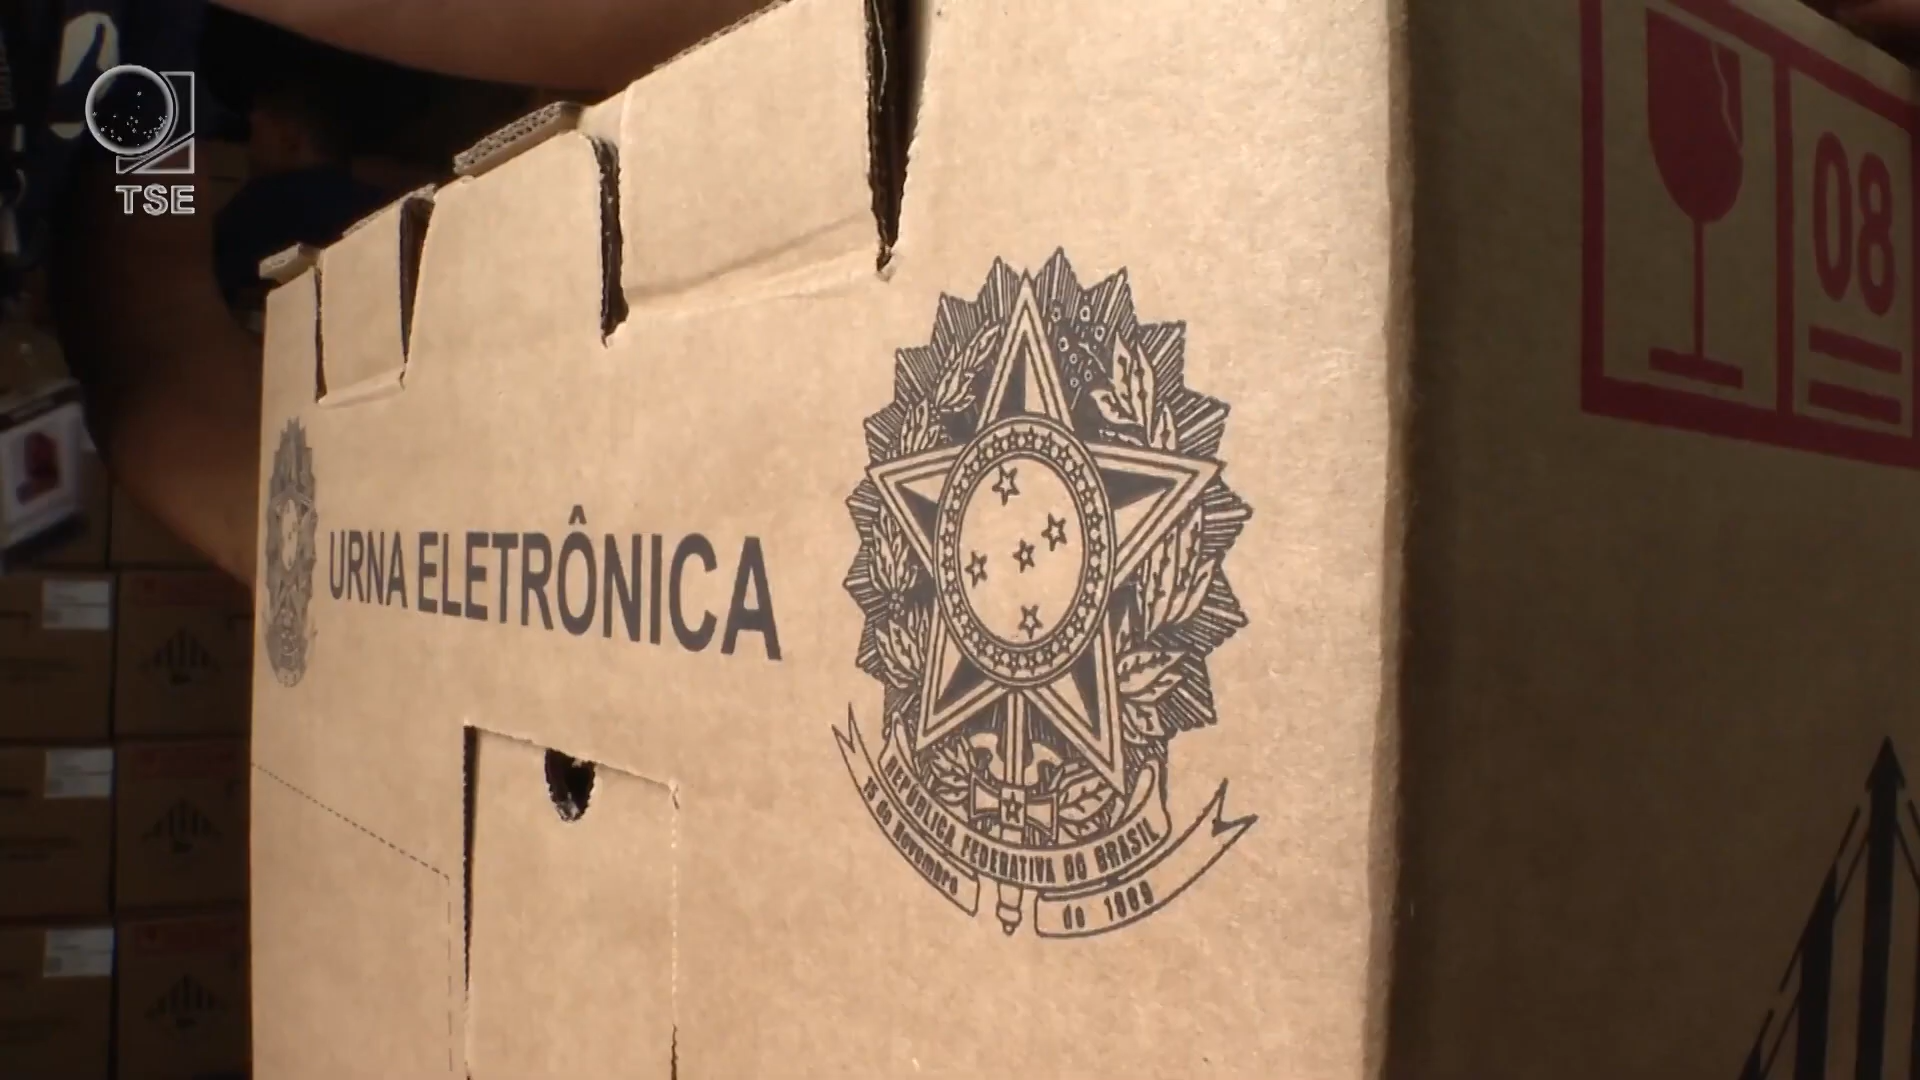 TSE
08
URNA ELETRÔNICA
REPÚBLICA FEDERATIVA DO BRASIL
15 de Novembro
de 1889